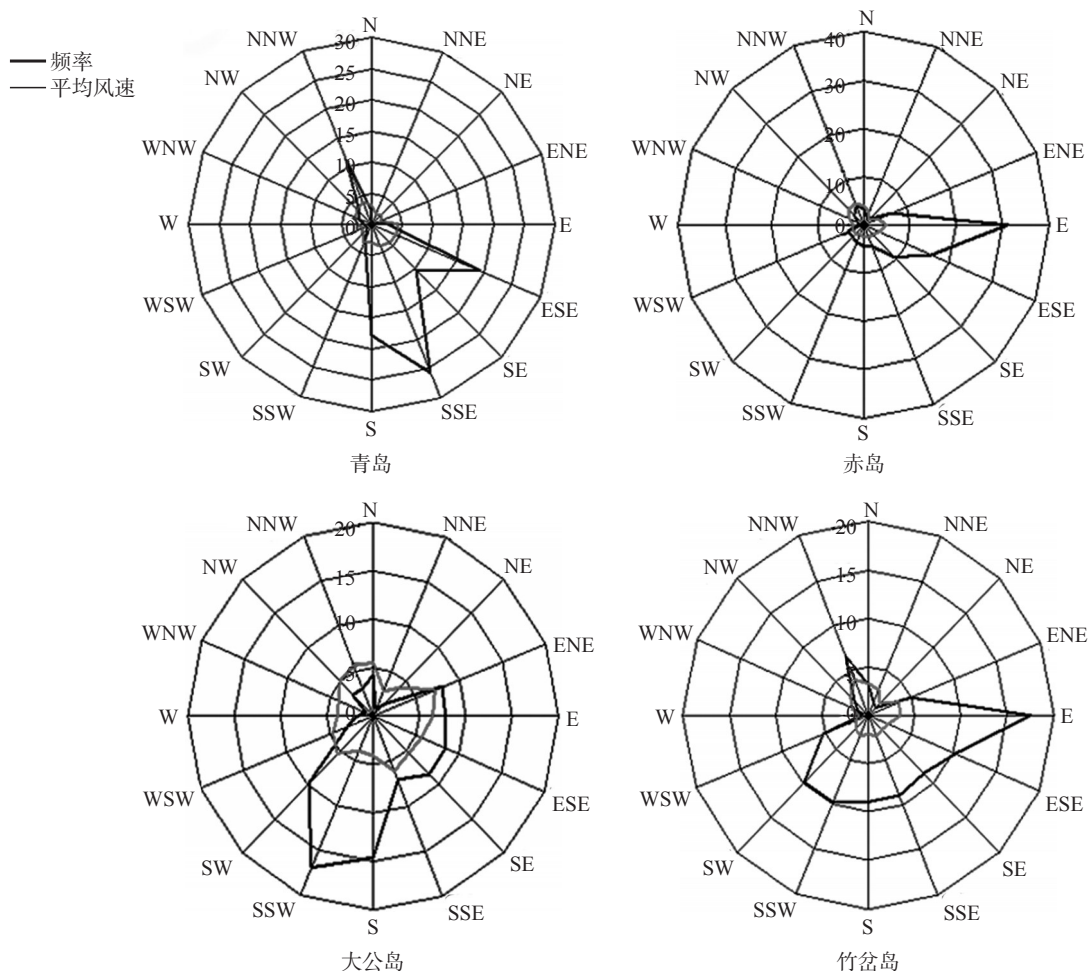 频率
平均风速
N
NNE
NE
ENE
E
ESE
SE
SSE
S
SSW
SW
WSW
W
WNW
NW
NNW
30
25
20
15
10
5
0
青岛
N
NNE
NE
ENE
E
ESE
SE
SSE
S
SSW
SW
WSW
W
WNW
NW
NNW
40
30
20
10
0
赤岛
N
NNE
NE
ENE
E
ESE
SE
SSE
S
SSW
SW
WSW
W
WNW
NW
NNW
20
15
10
5
0
大公岛
N
NNE
NE
ENE
E
ESE
SE
SSE
S
SSW
SW
WSW
W
WNW
NW
NNW
20
15
10
5
0
竹岔岛